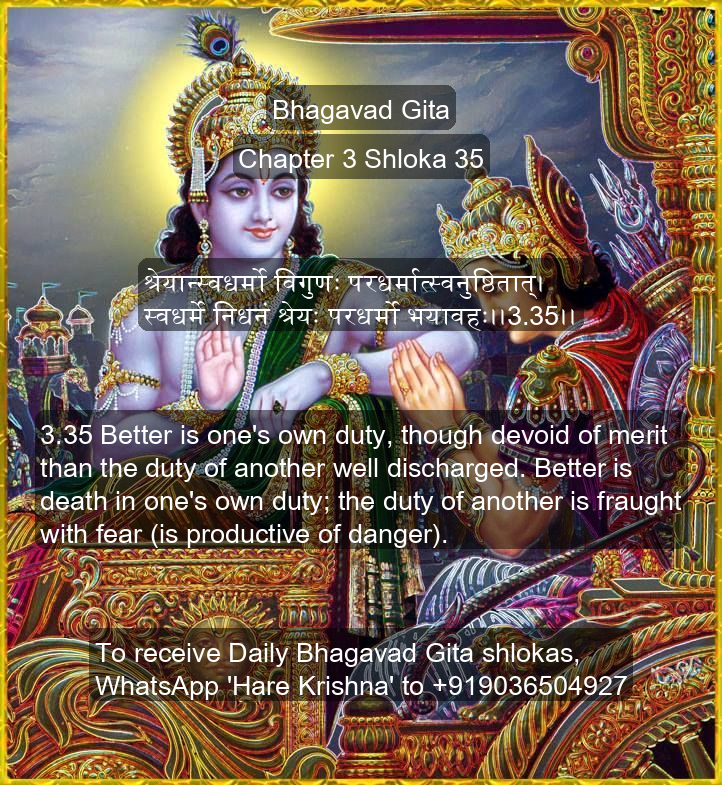 Bhagavad Gita
Chapter 3 Shloka 35
श्रेयान्स्वधर्मो विगुणः परधर्मात्स्वनुष्ठितात्।
स्वधर्मे निधनं श्रेयः परधर्मो भयावहः।।3.35।।
3.35 Better is one's own duty, though devoid of merit
than the duty of another well discharged. Better is
death in one's own duty; the duty of another is fraught
with fear (is productive of danger).
To receive Daily Bhagavad Gita shlokas,
WhatsApp 'Hare Krishna' to +919036504927